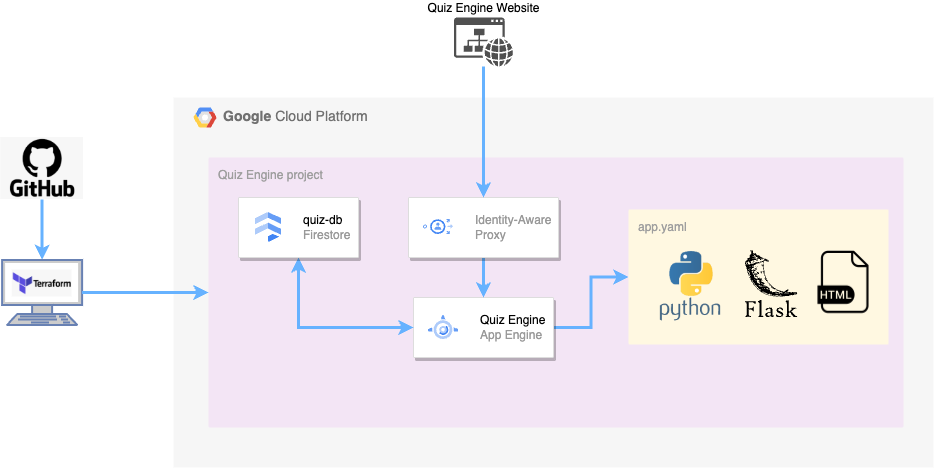 Quiz Engine Website
Google Cloud Platform
GitHub
Quiz Engine project
quiz-db
Firestore
Identity-Aware
Proxy
app.yaml
Terraform
python
Flask
HTML
Quiz Engine
App Engine